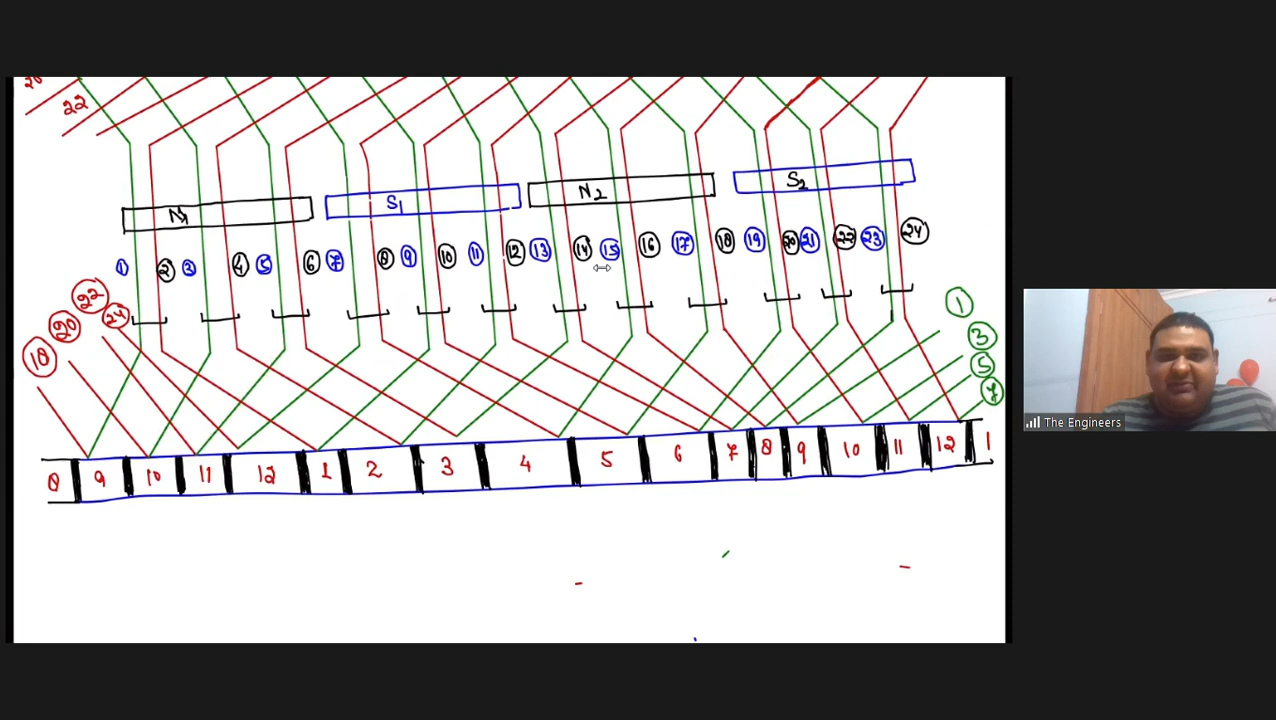 20
22
N1 S1 N2 S2
1 2 3 4 5 6 7 8 9 10 11 12 13 14 15 16 17 18 19 20 21 22 23 24
18 20 22 24
1
3
5
7
8 9 10 11 12 1 2 3 4 5 6 7 8 9 10 11 12 1
The Engineers